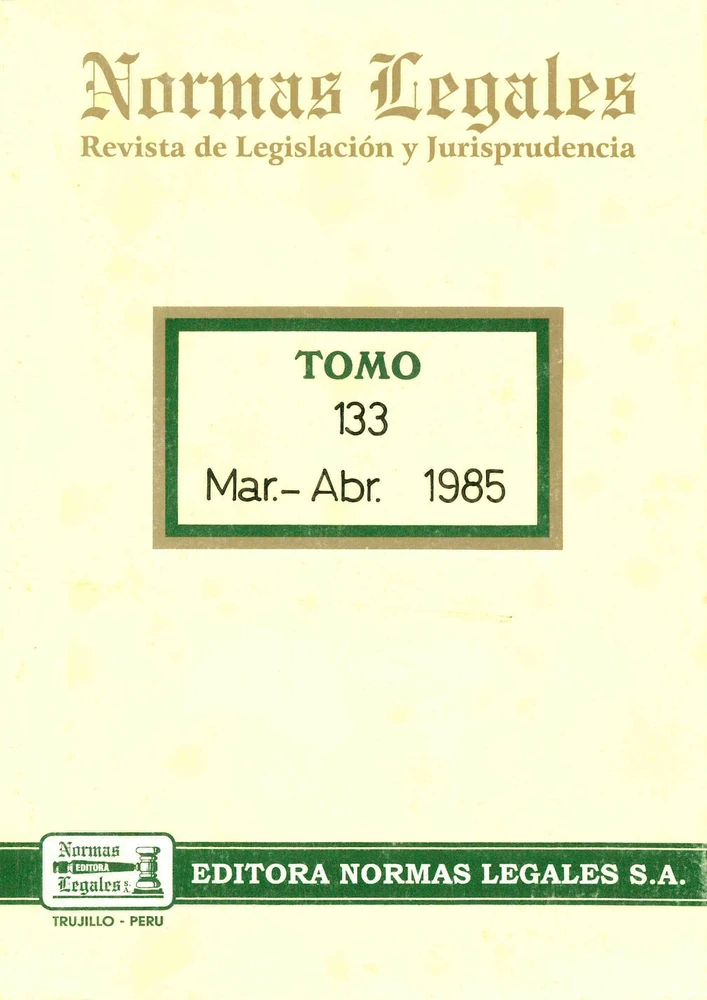 Normas Legales
Revista de Legislación y Jurisprudencia
TOMO
133
Mar.- Abr. 1985
Normas
EDITORA
Legales S.A.
EDITORA NORMAS LEGALES S.A.
TRUJILLO - PERU